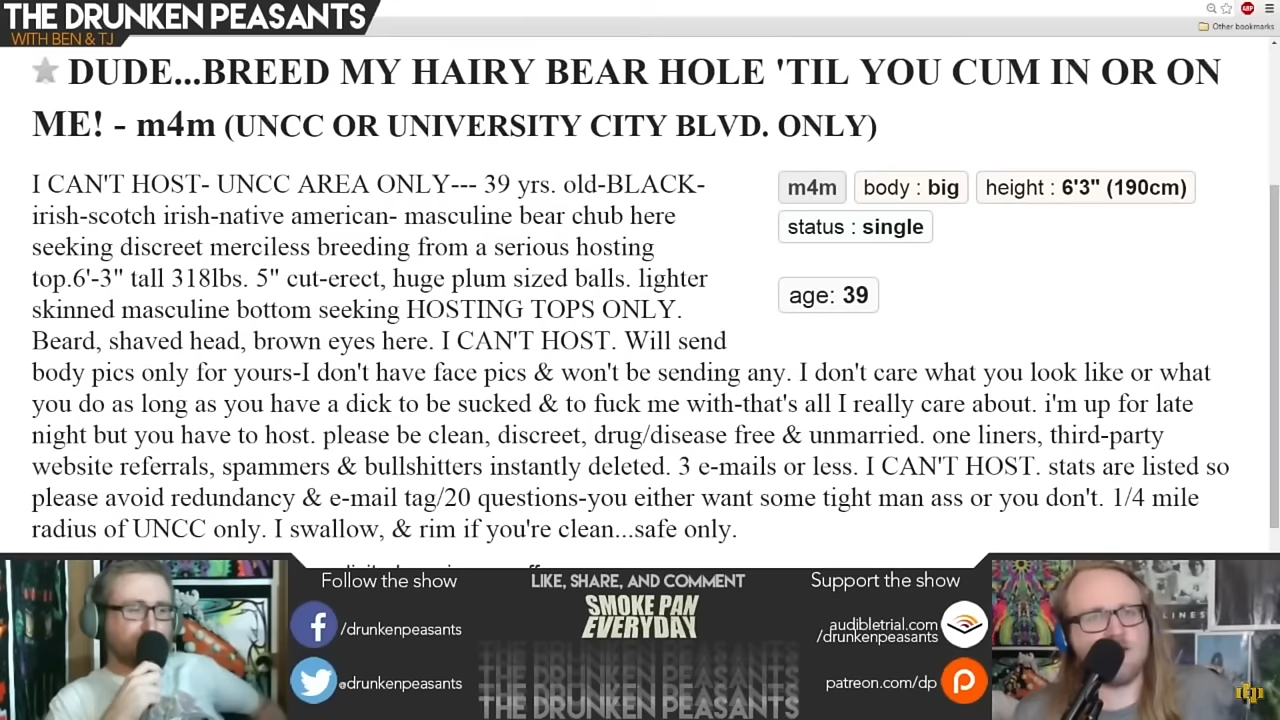 THE DRUNKEN PEASANTS
WITH BEN & TJ
Other bookmarks
DUDE...BREED MY HAIRY BEAR HOLE 'TIL YOU CUM IN OR ON
ME! - m4m (UNCC OR UNIVERSITY CITY BLVD. ONLY)
I CAN'T HOST- UNCC AREA ONLY--- 39 yrs. old-BLACK-
irish-scotch irish-native american- masculine bear chub here
seeking discreet merciless breeding from a serious hosting
top.6'-3" tall 318lbs. 5" cut-erect, huge plum sized balls. lighter
skinned masculine bottom seeking HOSTING TOPS ONLY.
Beard, shaved head, brown eyes here. I CAN'T HOST. Will send
body pics only for yours-I don't have face pics & won't be sending any. I don't care what you look like or what
you do as long as you have a dick to be sucked & to fuck me with-that's all I really care about. i'm up for late
night but you have to host. please be clean, discreet, drug/disease free & unmarried. one liners, third-party
website referrals, spammers & bullshitters instantly deleted. 3 e-mails or less. I CAN'T HOST. stats are listed so
please avoid redundancy & e-mail tag/20 questions-you either want some tight man ass or you don't. 1/4 mile
radius of UNCC only. I swallow, & rim if you're clean...safe only.
m4m
body : big
height : 6'3" (190cm)
status : single
age: 39
Follow the show
/drunkenpeasants
@drunkenpeasants
LIKE, SHARE, AND COMMENT
SMOKE PAN
EVERYDAY
THE DRUNKEN PEASANTS
THE DRUNKEN PEASANTS
THE DRUNKEN PEASANTS
Support the show
audibletrial.com
/drunkenpeasants
patreon.com/dp
LINES